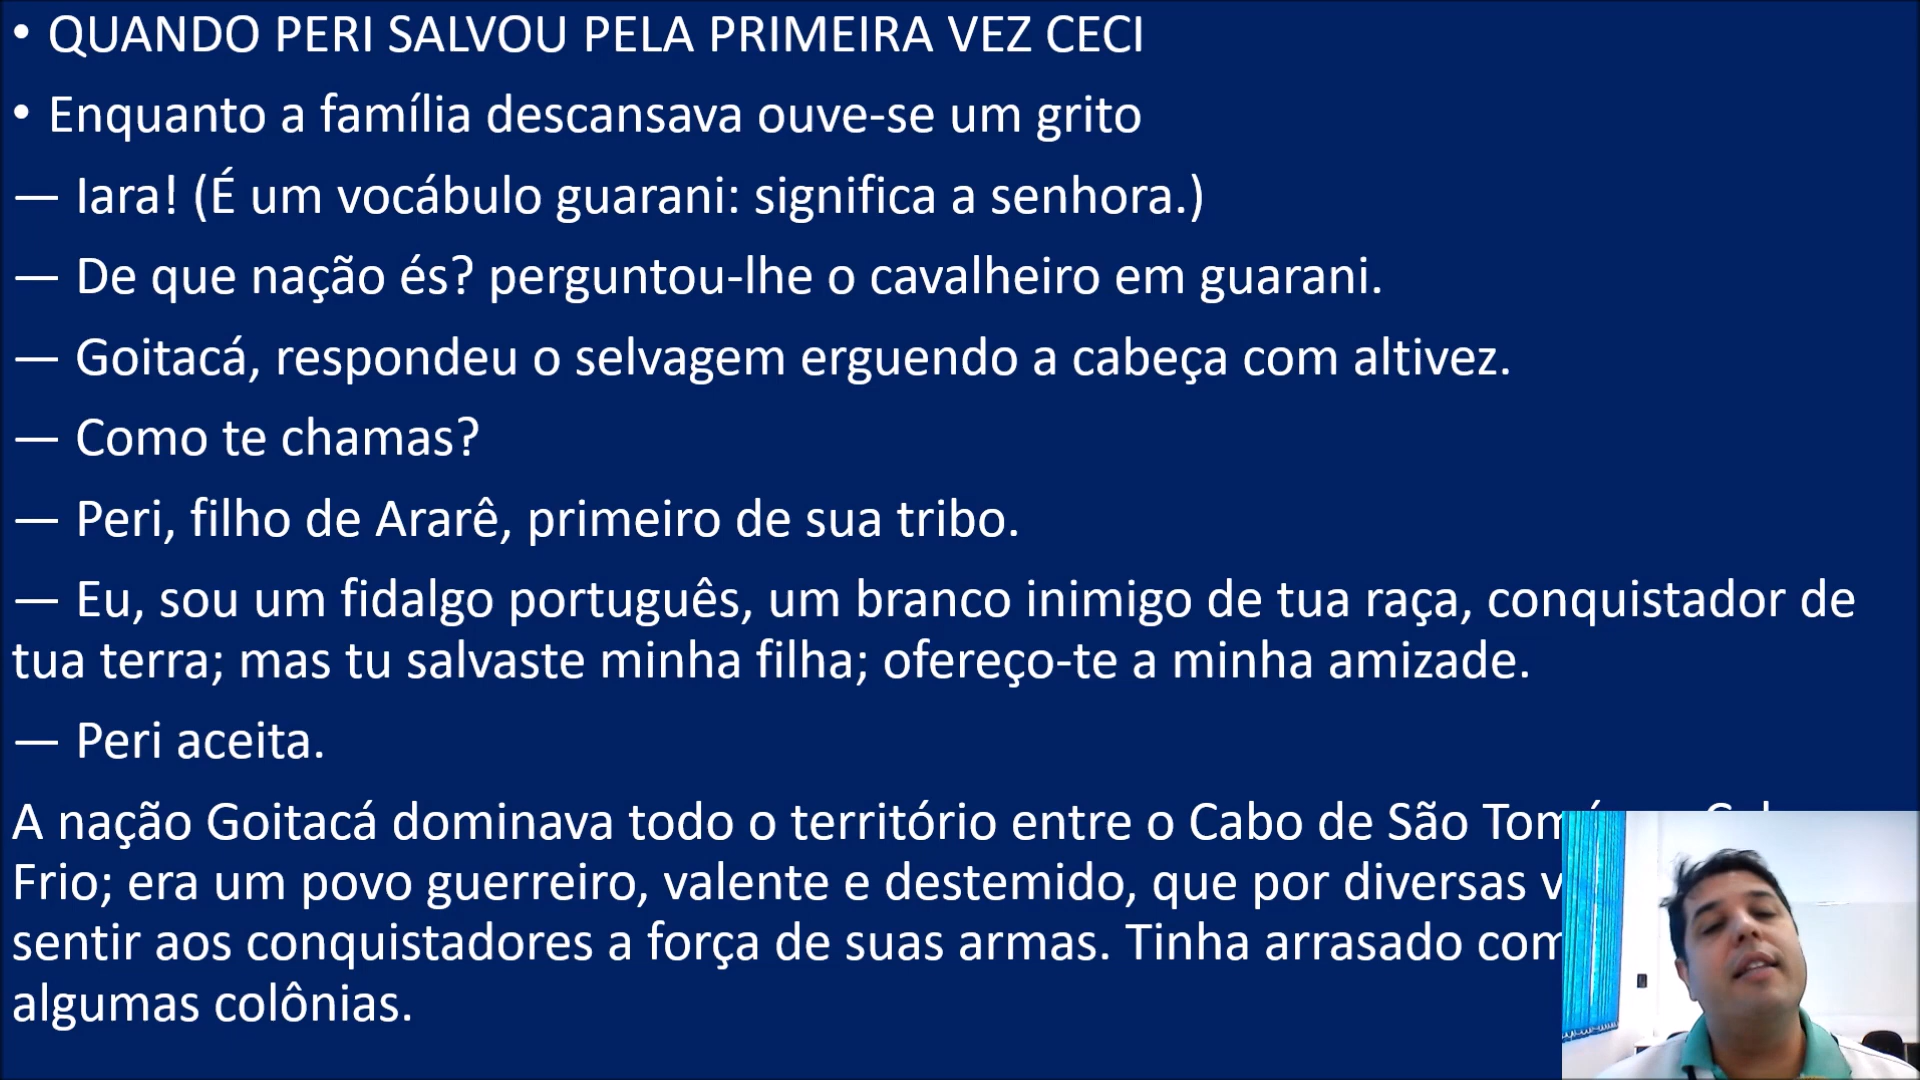 • QUANDO PERI SALVOU PELA PRIMEIRA VEZ CECI
• Enquanto a família descansava ouve-se um grito
— Iara! (É um vocábulo guarani: significa a senhora.)
— De que nação és? perguntou-lhe o cavalheiro em guarani.
— Goitacá, respondeu o selvagem erguendo a cabeça com altivez.
— Como te chamas?
— Peri, filho de Ararê, primeiro de sua tribo.
— Eu, sou um fidalgo português, um branco inimigo de tua raça, conquistador de
tua terra; mas tu salvaste minha filha; ofereço-te a minha amizade.
— Peri aceita.
A nação Goitacá dominava todo o território entre o Cabo de São
Frio; era um povo guerreiro, valente e destemido, que por diversas
sentir aos conquistadores a força de suas armas. Tinha arrasado
algumas colônias.